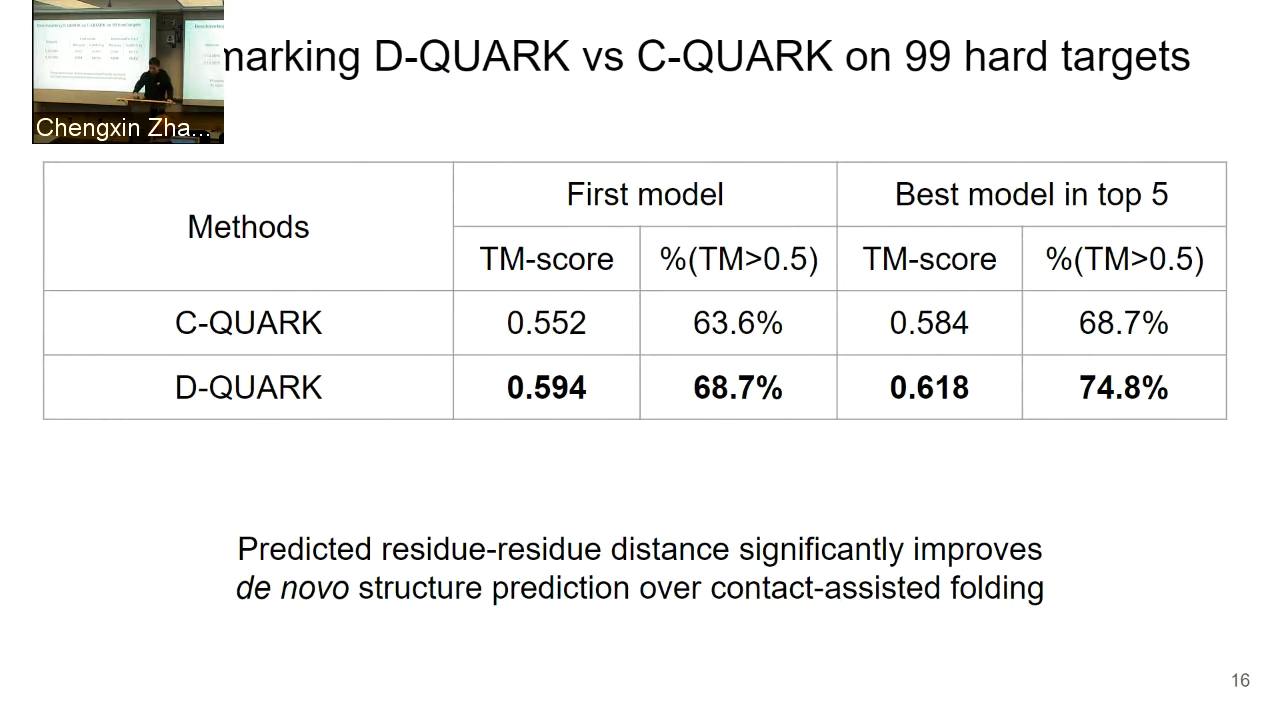 marking D-QUARK vs C-QUARK on 99 hard targets
Chengxin Zha...
Methods
First model
Best model in top 5
TM-score
%(TM>0.5)
TM-score
%(TM>0.5)
C-QUARK
0.552
63.6%
0.584
68.7%
D-QUARK
0.594
68.7%
0.618
74.8%
Predicted residue-residue distance significantly improves
de novo structure prediction over contact-assisted folding
16